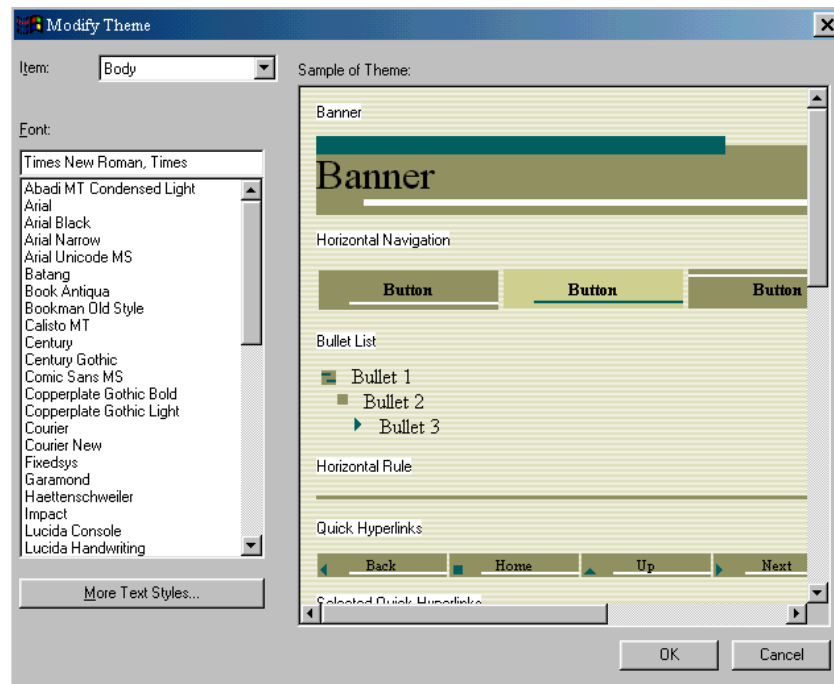 Modify Theme
Item:
Body
Font:
Times New Roman, Times
Abadi MT Condensed Light
Arial
Arial Black
Arial Narrow
Arial Unicode MS
Batang
Book Antiqua
Bookman Old Style
Calisto MT
Century
Century Gothic
Comic Sans MS
Copperplate Gothic Bold
Copperplate Gothic Light
Courier
Courier New
Fixedsys
Garamond
Haettenschweiler
Impact
Lucida Console
Lucida Handwriting
More Text Styles...
Sample of Theme:
Banner
Banner
Horizontal Navigation
Button Button Button
Bullet List
Bullet 1
Bullet 2
Bullet 3
Horizontal Rule
Quick Hyperlinks
Back Home Up Next
Selected Quick Hyperlinks
OK Cancel